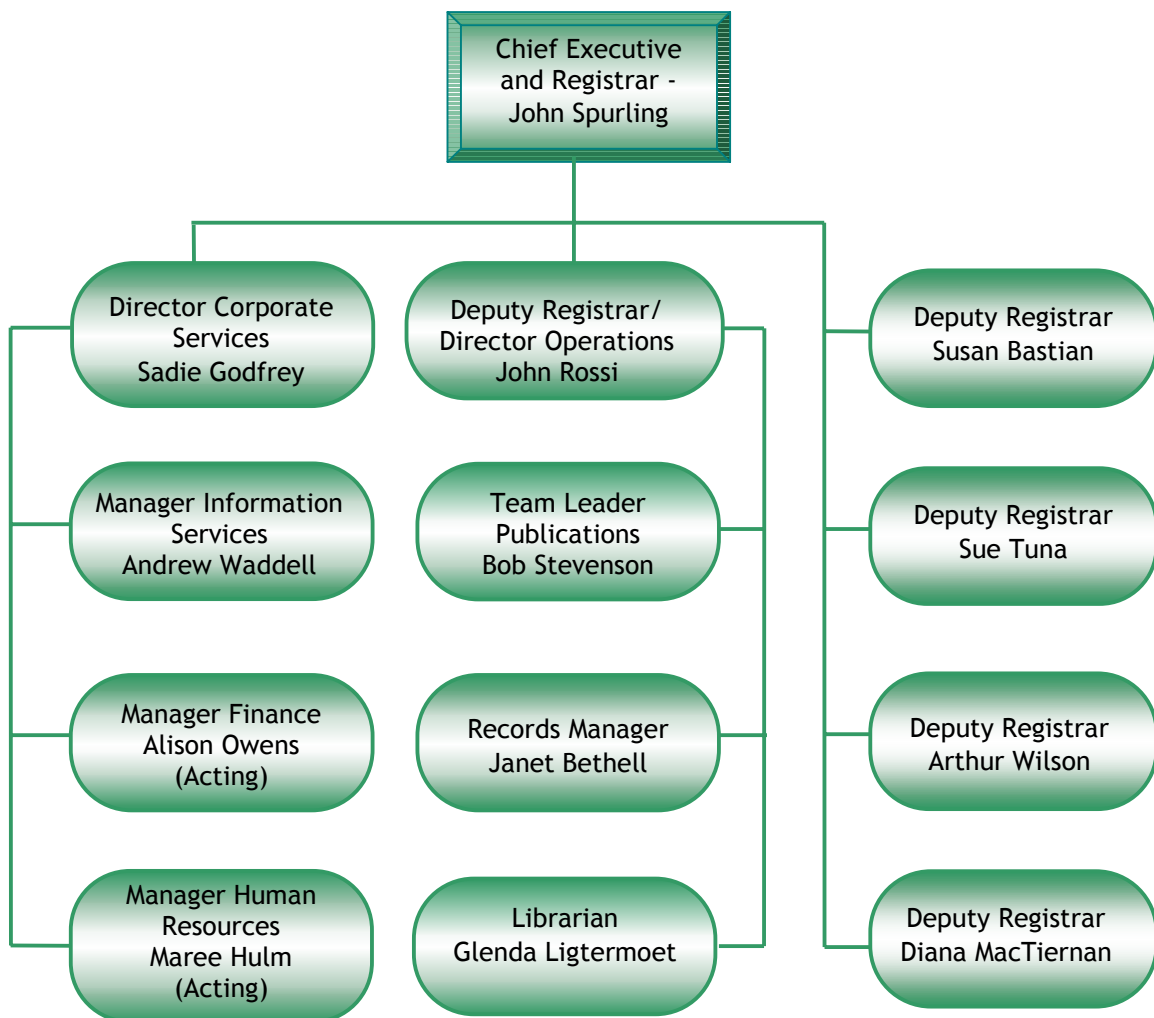 Chief Executive
and Registrar -
John Spurling
Director Corporate
Services
Sadie Godfrey
Deputy Registrar/
Director Operations
John Rossi
Deputy Registrar
Susan Bastian
Manager Information
Services
Andrew Waddell
Team Leader
Publications
Bob Stevenson
Deputy Registrar
Sue Tuna
Manager Finance
Alison Owens
(Acting)
Records Manager
Janet Bethell
Deputy Registrar
Arthur Wilson
Manager Human
Resources
Maree Hulm
(Acting)
Librarian
Glenda Ligtermoet
Deputy Registrar
Diana MacTiernan